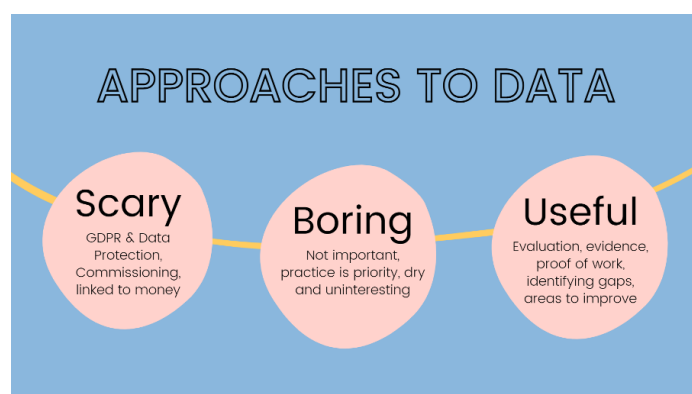 APPROACHES TO DATA
Scary
GDPR & Data
Protection,
Commissioning,
linked to money
Boring
Not important,
practice is priority, dry
and uninteresting
Useful
Evaluation, evidence,
proof of work,
identifying gaps,
areas to improve